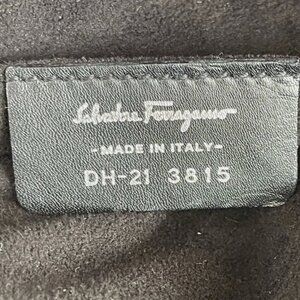 Salvatore Ferragamo
-MADE IN ITALY-
DH-21 3815